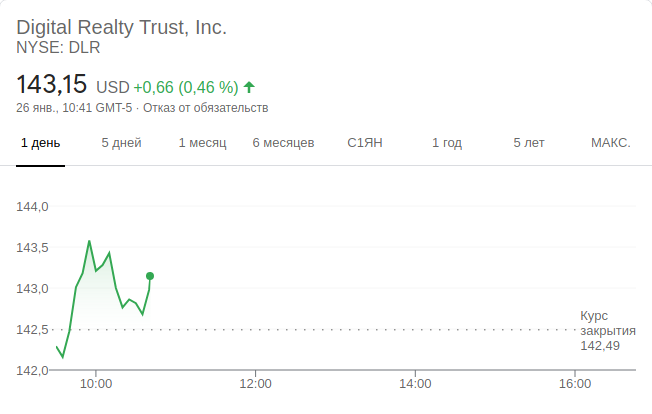 Digital Realty Trust, Inc.
NYSE: DLR
143,15 USD +0,66 (0,46 %)
26 янв., 10:41 GMT-5 · Отказ от обязательств
1 день 5 дней 1 месяц 6 месяцев С1ЯН 1 год 5 лет МАКС.
144,0
143,5
143,0
142,5
142,0
Курс
закрытия
142,49
10:00 12:00 14:00 16:00